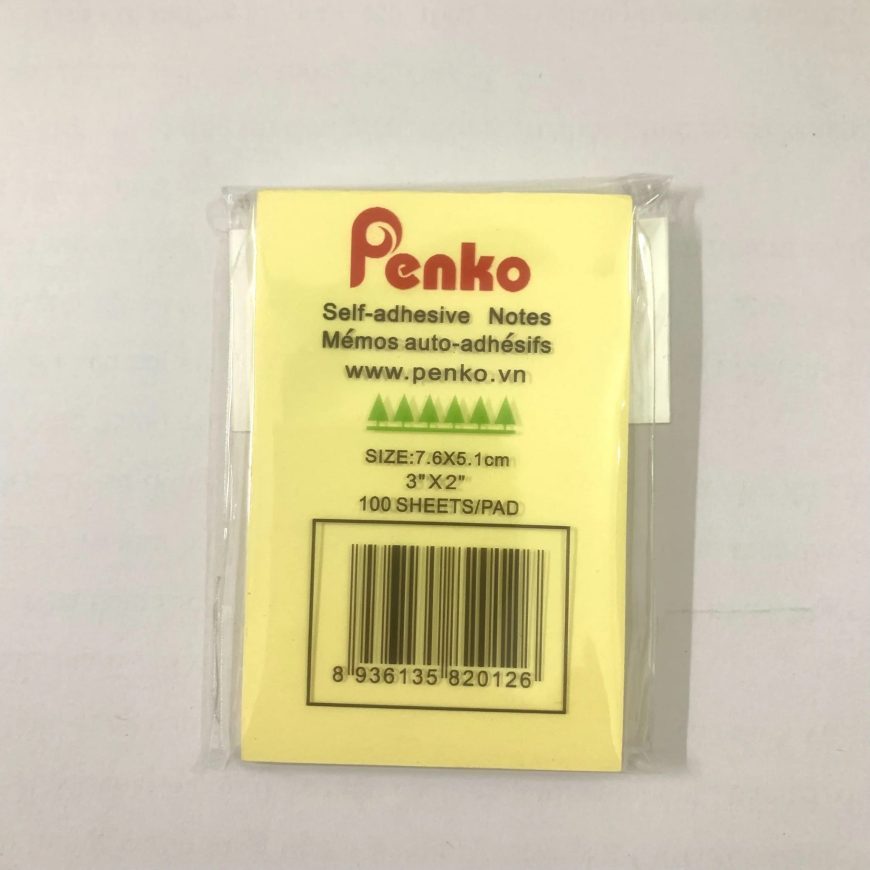 Penko
Self-adhesive Notes
Mémos auto-adhésifs
www.penko.vn
SIZE:7.6X5.1cm
3"X2"
100 SHEETS/PAD
8 936135 820126